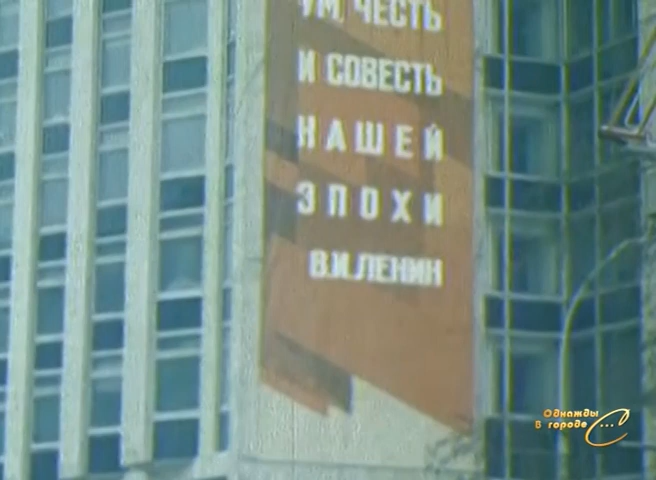 УМ, ЧЕСТЬ
И СОВЕСТЬ
НАШЕЙ
ЭПОХИ
В.И.ЛЕНИН
Однажды
в городе...